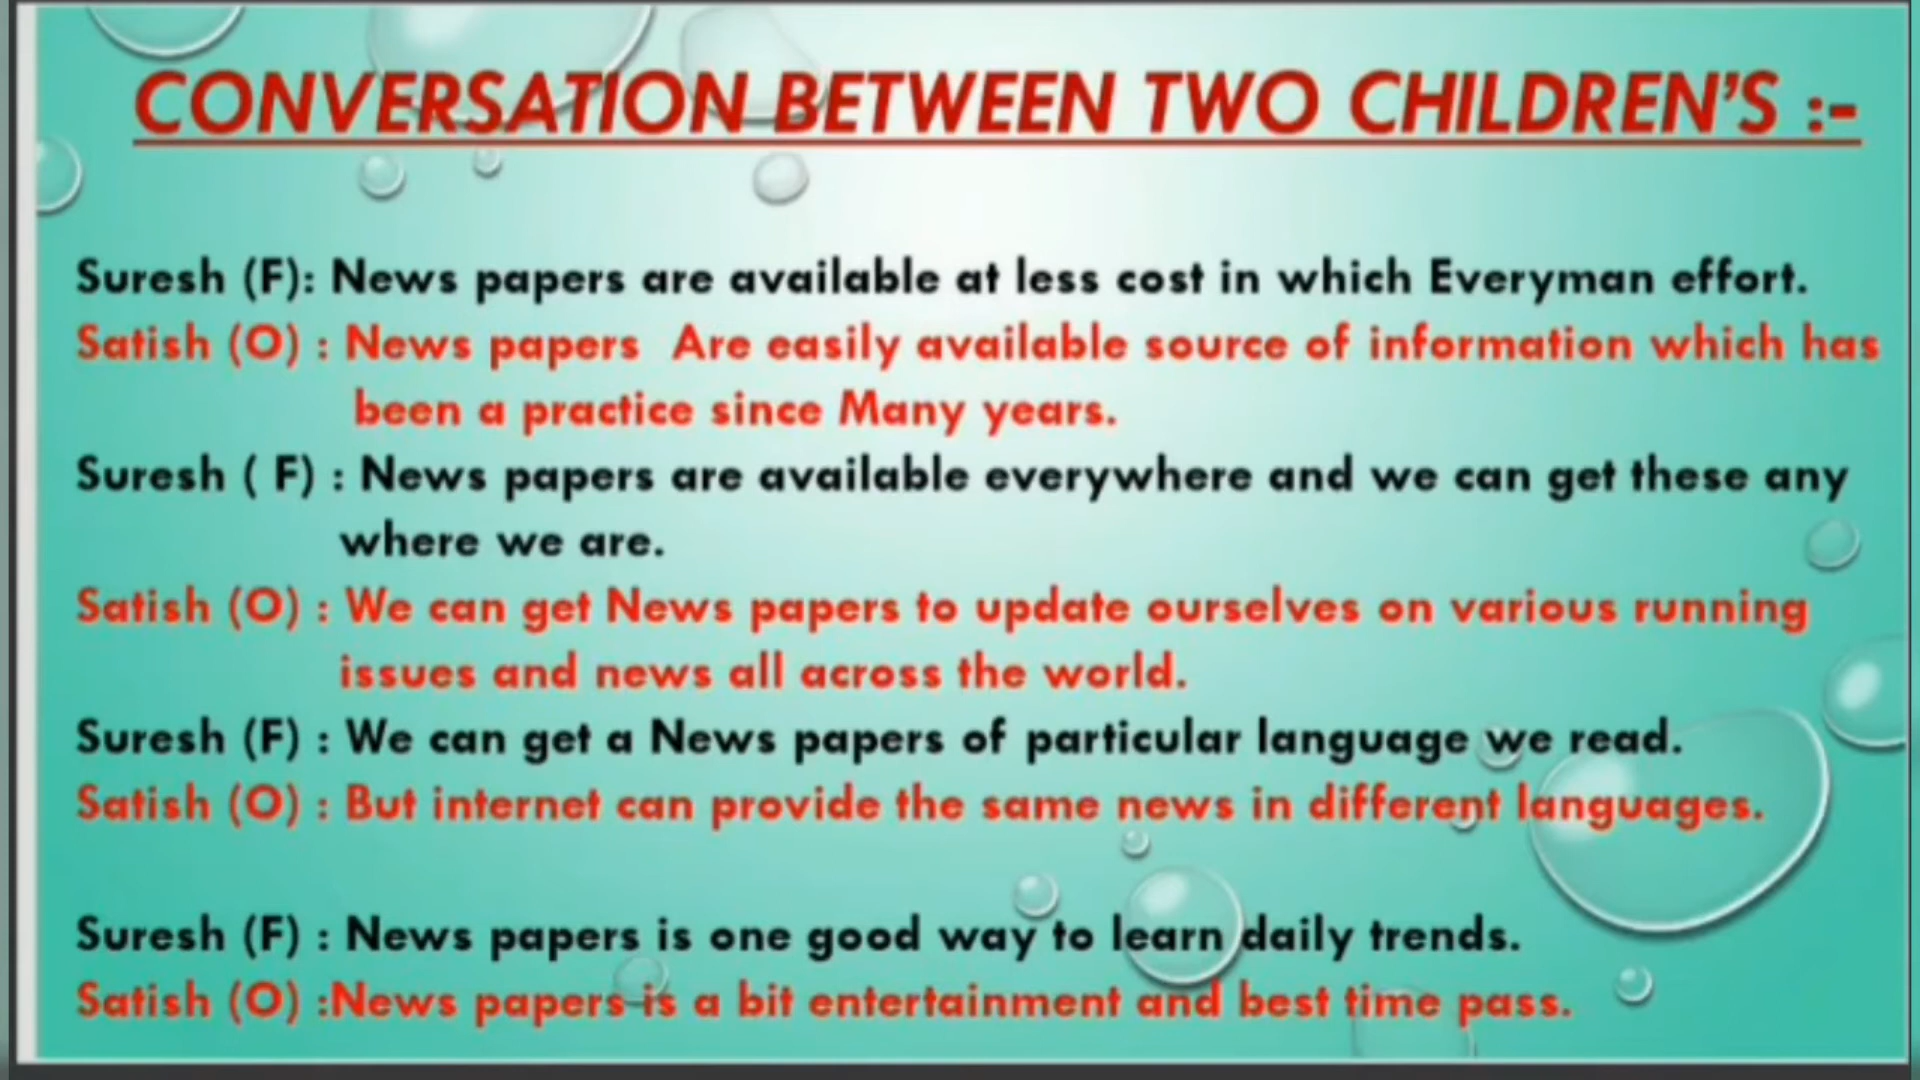 CONVERSATION BETWEEN TWO CHILDREN'S :-
Suresh (F): News papers are available at less cost in which Everyman effort.
Satish (O) : News papers Are easily available source of information which has
been a practice since Many years.
Suresh ( F) : News papers are available everywhere and we can get these any
where we are.
Satish (O) : We can get News papers to update ourselves on various running
issues and news all across the world.
Suresh (F) : We can get a News papers of particular language we read.
Satish (O) : But internet can provide the same news in different languages.
Suresh (F) : News papers is one good way to learn daily trends.
Satish (O) :News papers is a bit entertainment and best time pass.